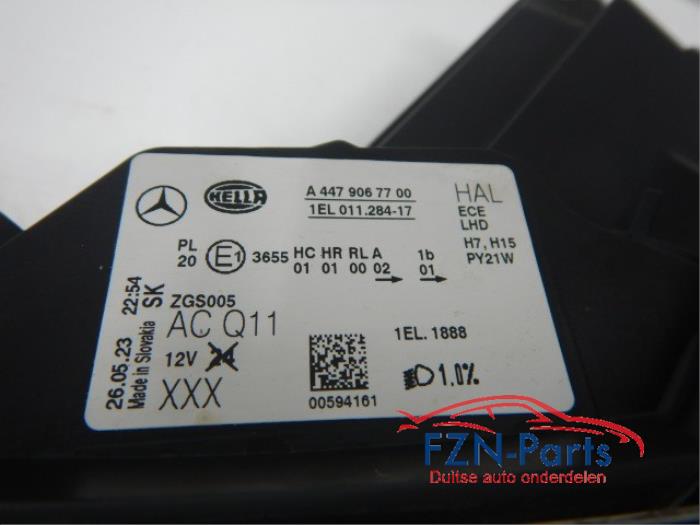 HELLA
A 447 906 77 00
1EL 011.284-17
HAL
ECE
LHD
H7, H15
PY21W
PL
20
E1
3655
HC HR RL A
01 01 00 02
1b
01
ZGS005
AC Q11
12V 24
XXX
1EL. 1888
00594161
1.0%
26.05.23 22:54
Made in Slovakia SK
FZN-Parts
Duitse auto onderdelen